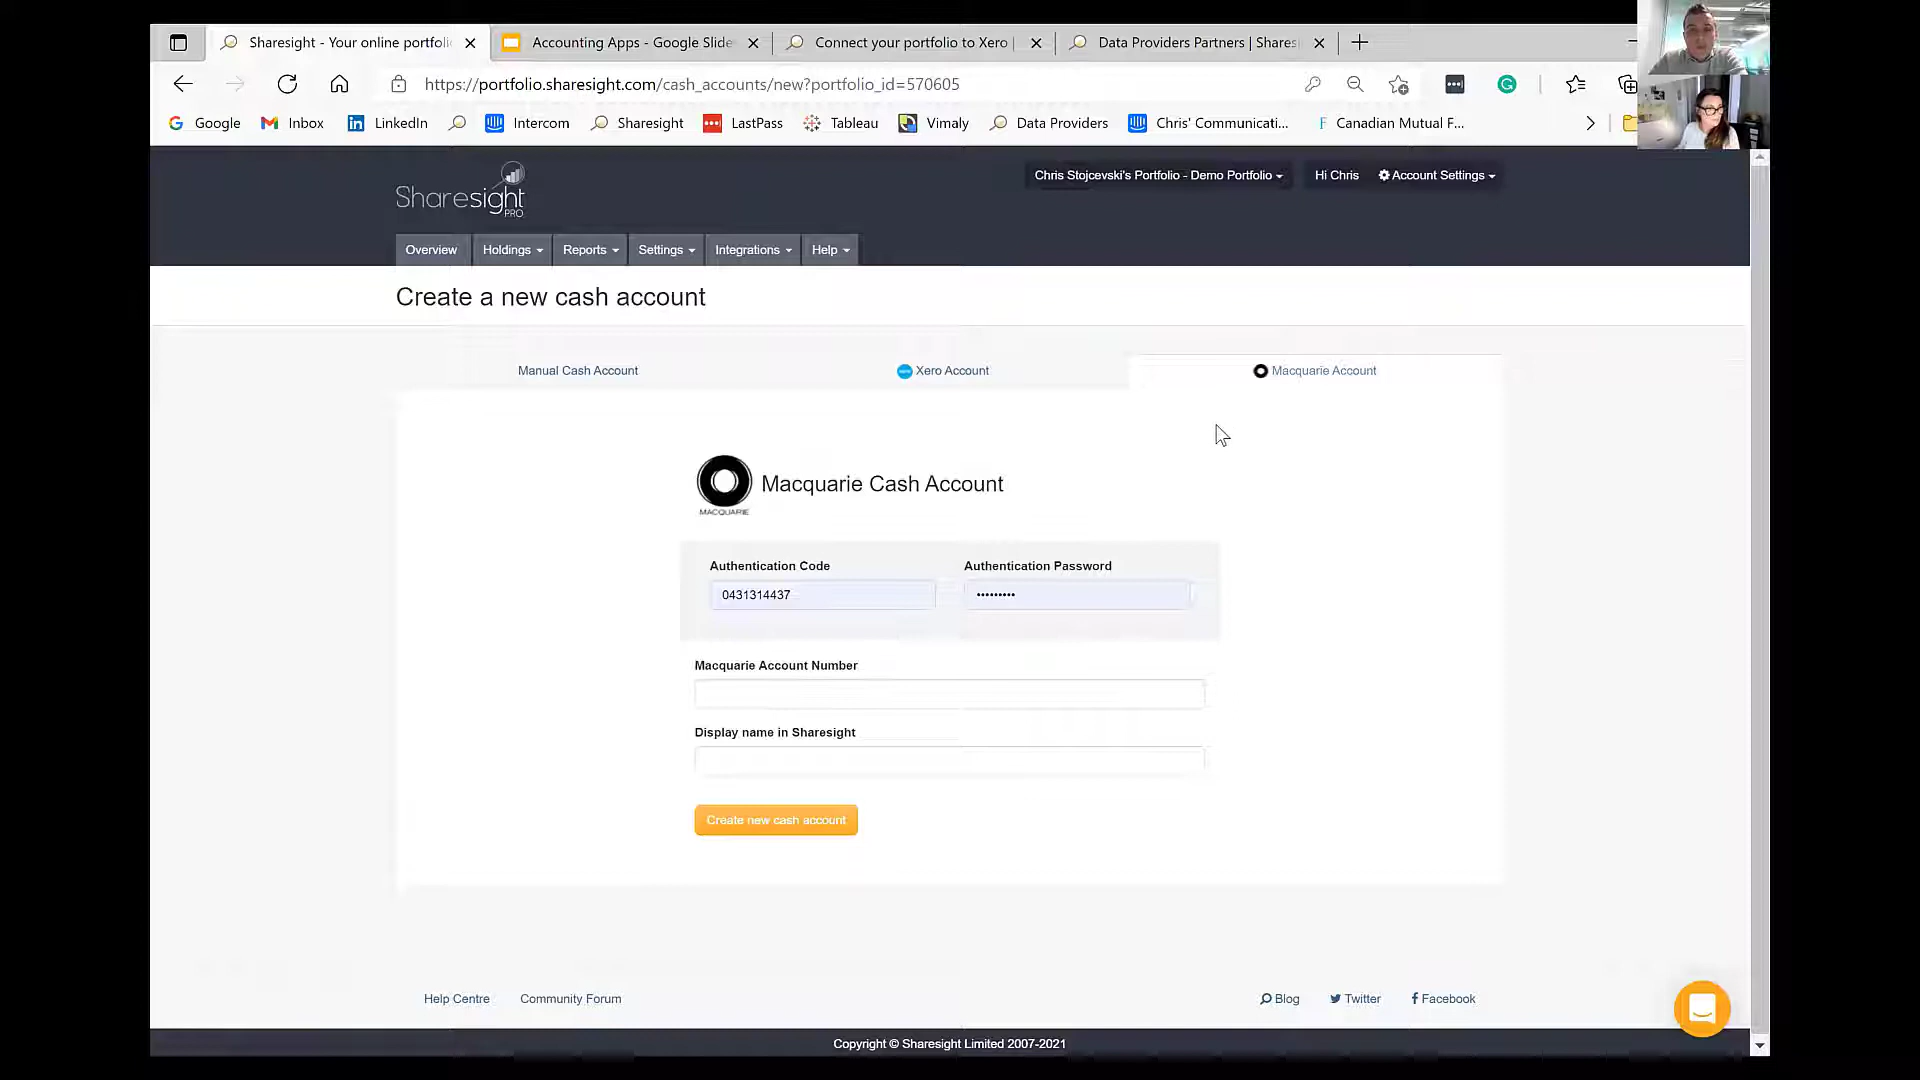 Sharesight - Your online portfoli
Accounting Apps - Google Slide
Connect your portfolio to Xero |
Data Providers Partners | Shares
https://portfolio.sharesight.com/cash_accounts/new?portfolio_id=570605
Google
Inbox
LinkedIn
Intercom
Sharesight
LastPass
Tableau
Vimaly
Data Providers
Chris' Communicati...
Canadian Mutual F...
Sharesight
PRO
Chris Stojcevski's Portfolio - Demo Portfolio
Hi Chris
Account Settings
Overview
Holdings
Reports
Settings
Integrations
Help
Create a new cash account
Manual Cash Account
Xero Account
Macquarie Account
MACQUARIE
Macquarie Cash Account
Authentication Code
Authentication Password
0431314437
•••••••••
Macquarie Account Number
Display name in Sharesight
Create new cash account
Help Centre
Community Forum
Blog
Twitter
Facebook
Copyright © Sharesight Limited 2007-2021